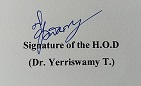 Signature of the H.O.D
(Dr. Yerriswamy T.)